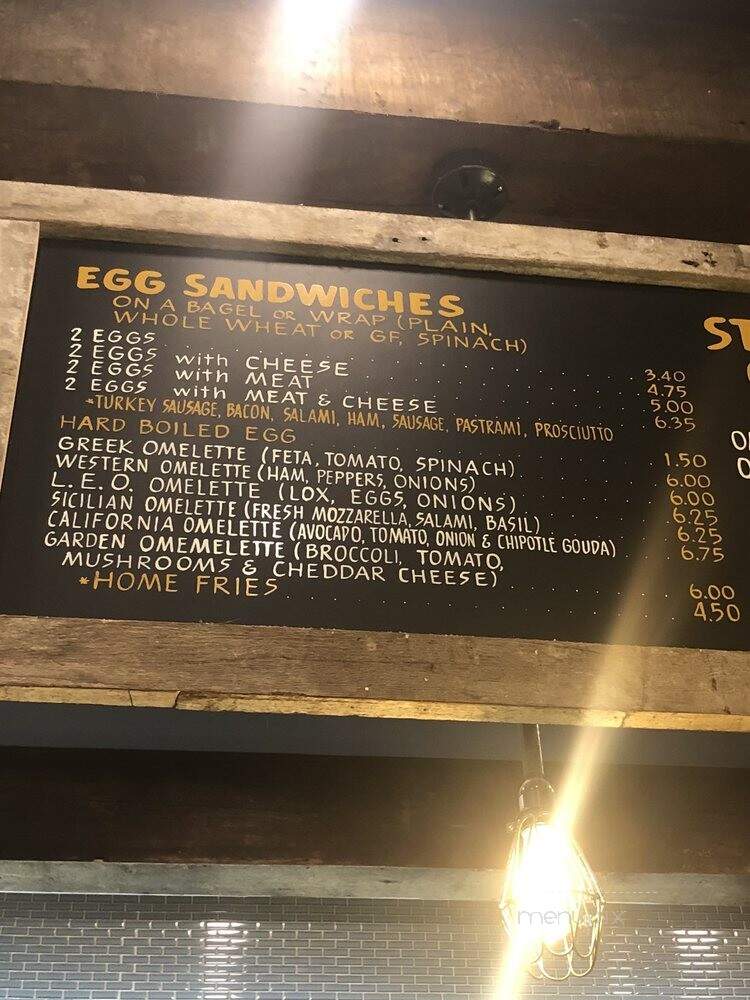 EGG SANDWICHES
ON A BAGEL OR WRAP (PLAIN,
WHOLE WHEAT OR GF, SPINACH)
2 EGGS 3.40
2 EGGS with CHEESE 4.75
2 EGGS with MEAT 5.00
2 EGGS with MEAT & CHEESE 6.35
*TURKEY SAUSAGE, BACON, SALAMI, HAM, SAUSAGE, PASTRAMI, PROSCIUTTO
HARD BOILED EGG 1.50
GREEK OMELETTE (FETA, TOMATO, SPINACH) 6.00
WESTERN OMELETTE (HAM, PEPPERS, ONIONS) 6.00
L.E.O. OMELETTE (LOX, EGGS, ONIONS) 6.25
SICILIAN OMELETTE (FRESH MOZZARELLA, SALAMI, BASIL) 6.25
CALIFORNIA OMELETTE (AVOCADO, TOMATO, ONION & CHIPOTLE GOUDA) 6.75
GARDEN OMEMELETTE (BROCCOLI, TOMATO,
MUSHROOMS & CHEDDAR CHEESE) 6.00
*HOME FRIES 4.50
ST